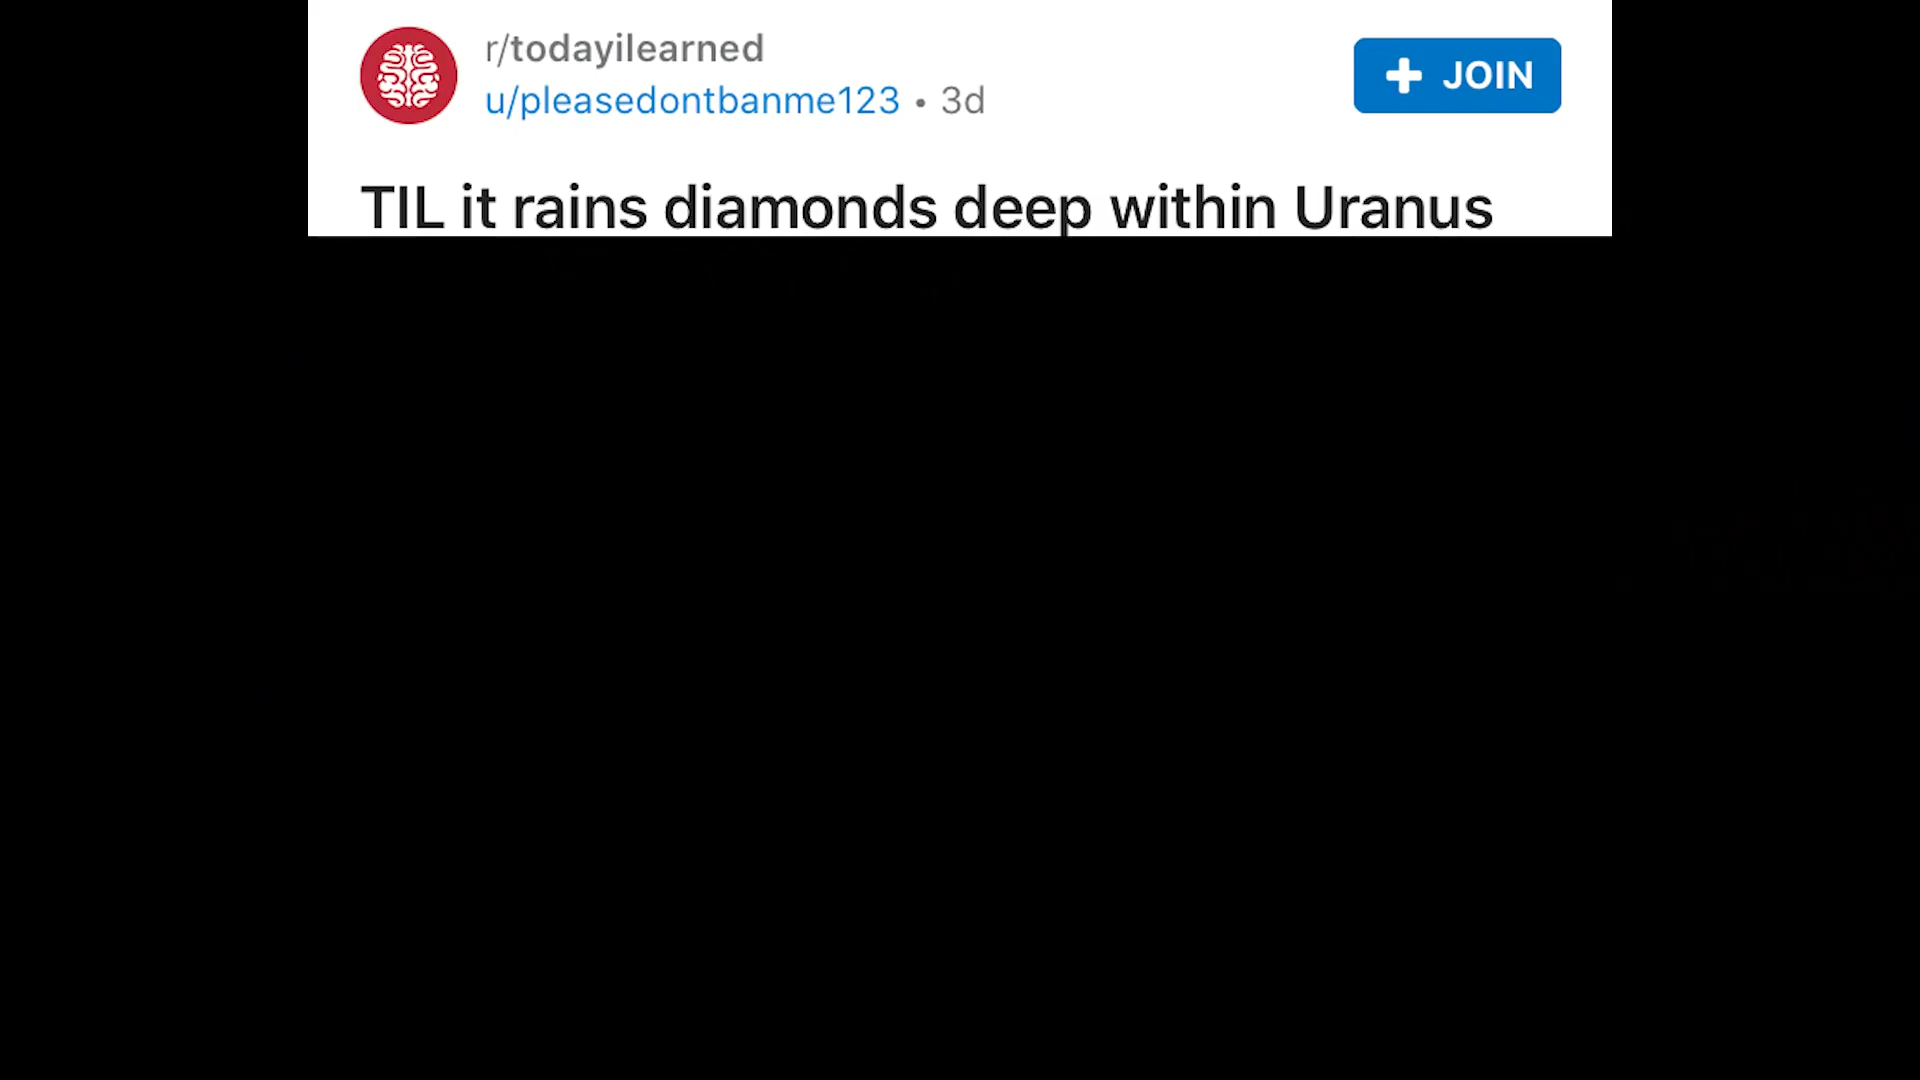 r/todayilearned
u/pleasedontbanme123 • 3d
JOIN
TIL it rains diamonds deep within Uranus